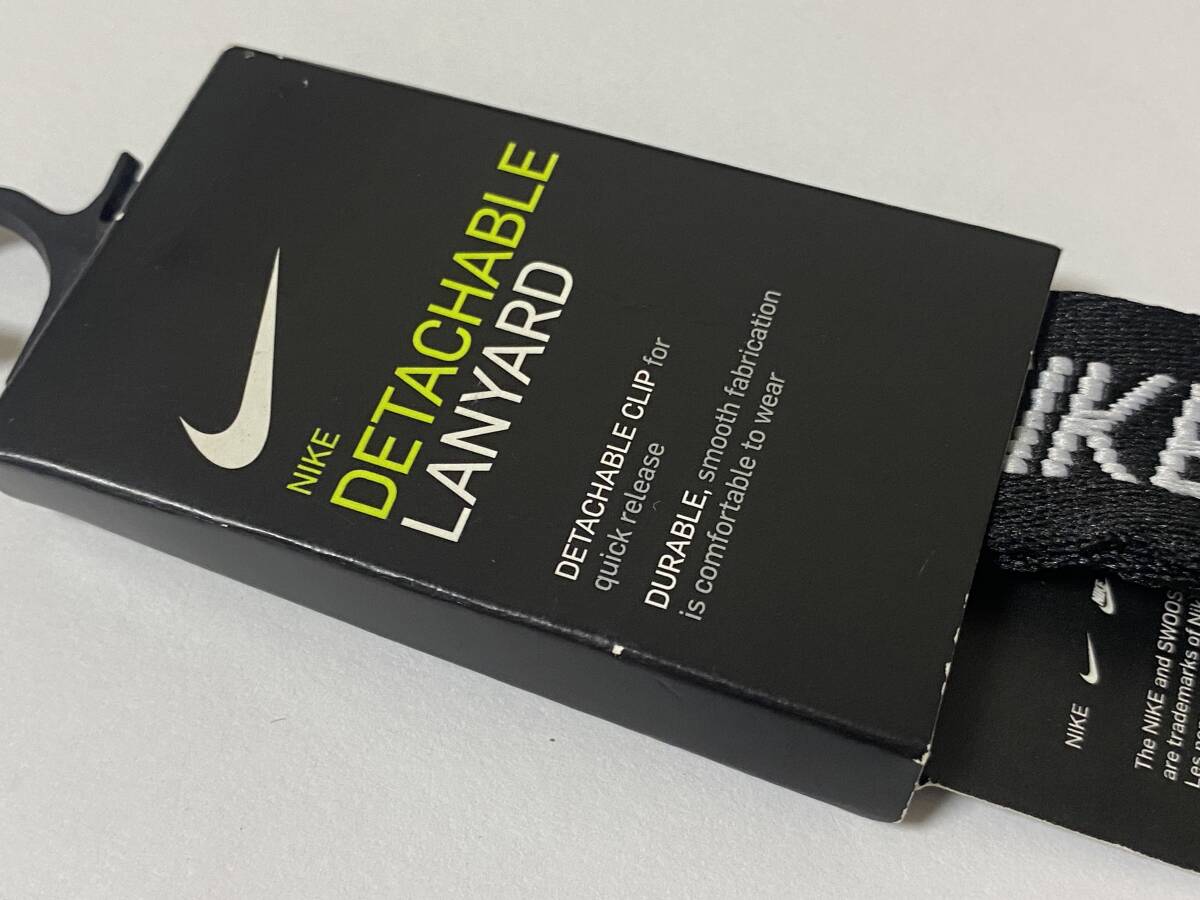 NIKE
DETACHABLE
LANYARD
DETACHABLE CLIP for
quick release
DURABLE, smooth fabrication
is comfortable to wear
NIKE
The NIKE and
are trademarks of